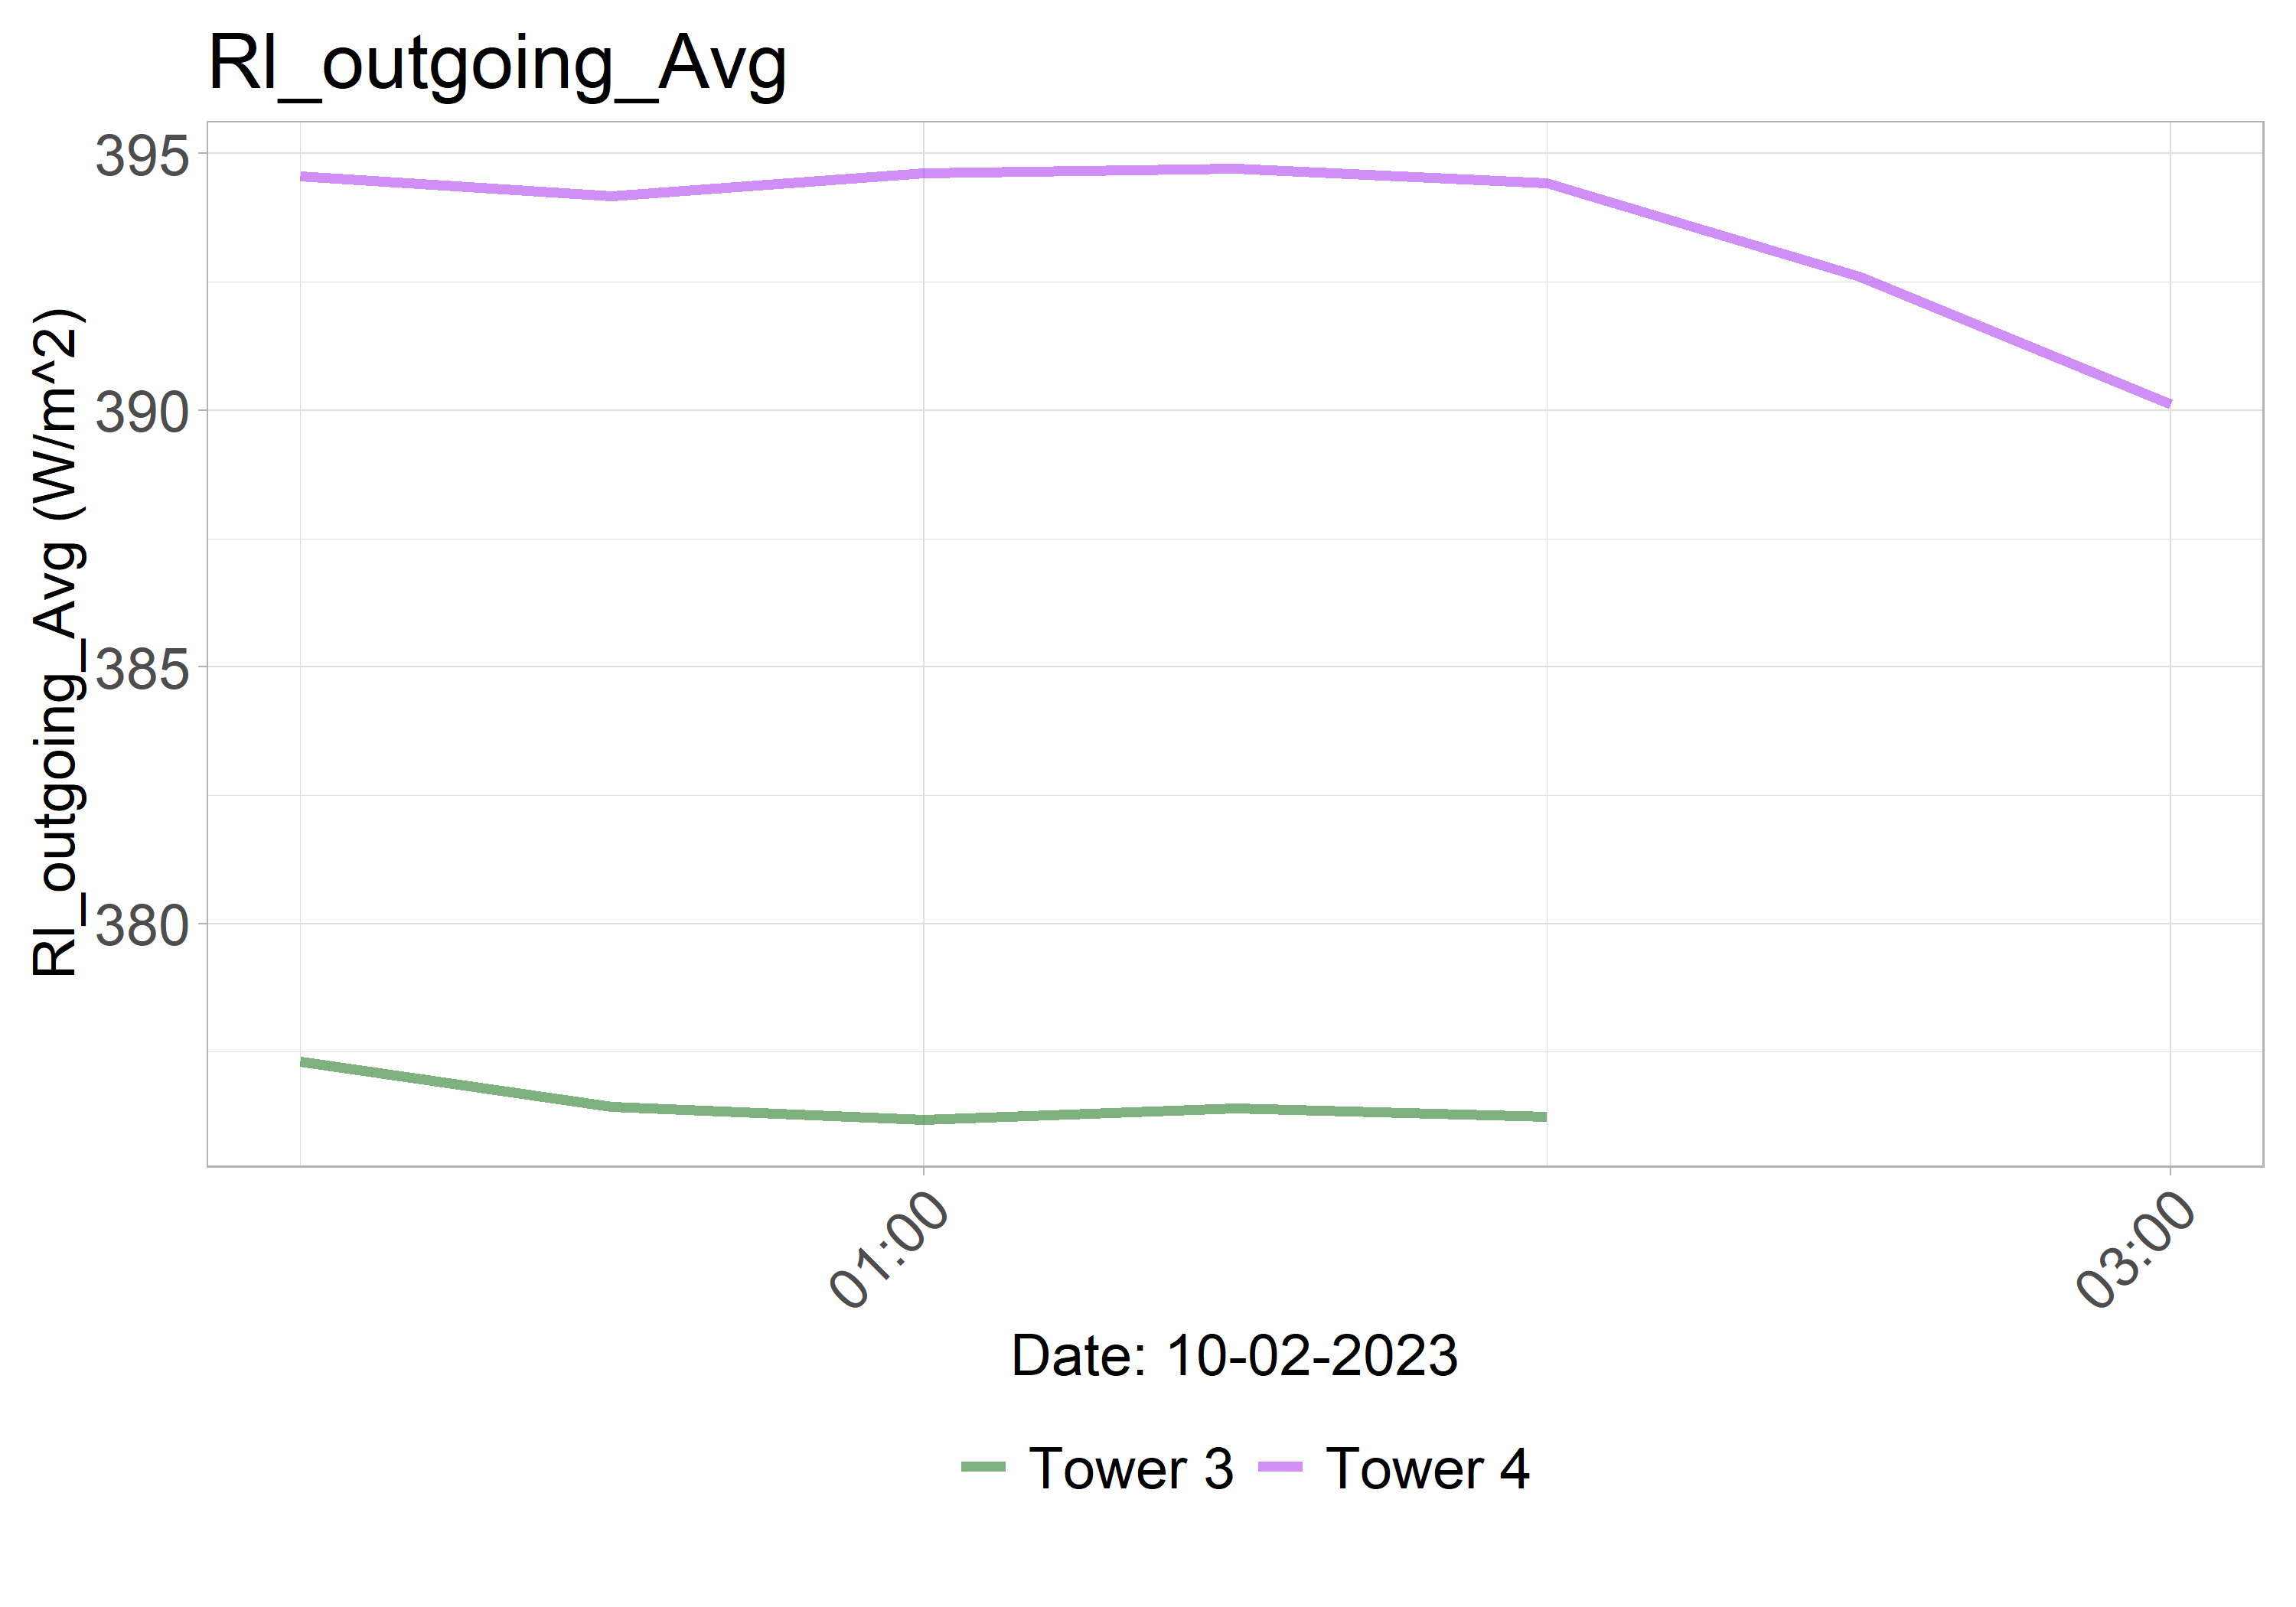 Rl_outgoing_Avg
Rl_outgoing_Avg (W/m^2)
395
390
385
380
01:00
03:00
Date: 10-02-2023
Tower 3
Tower 4